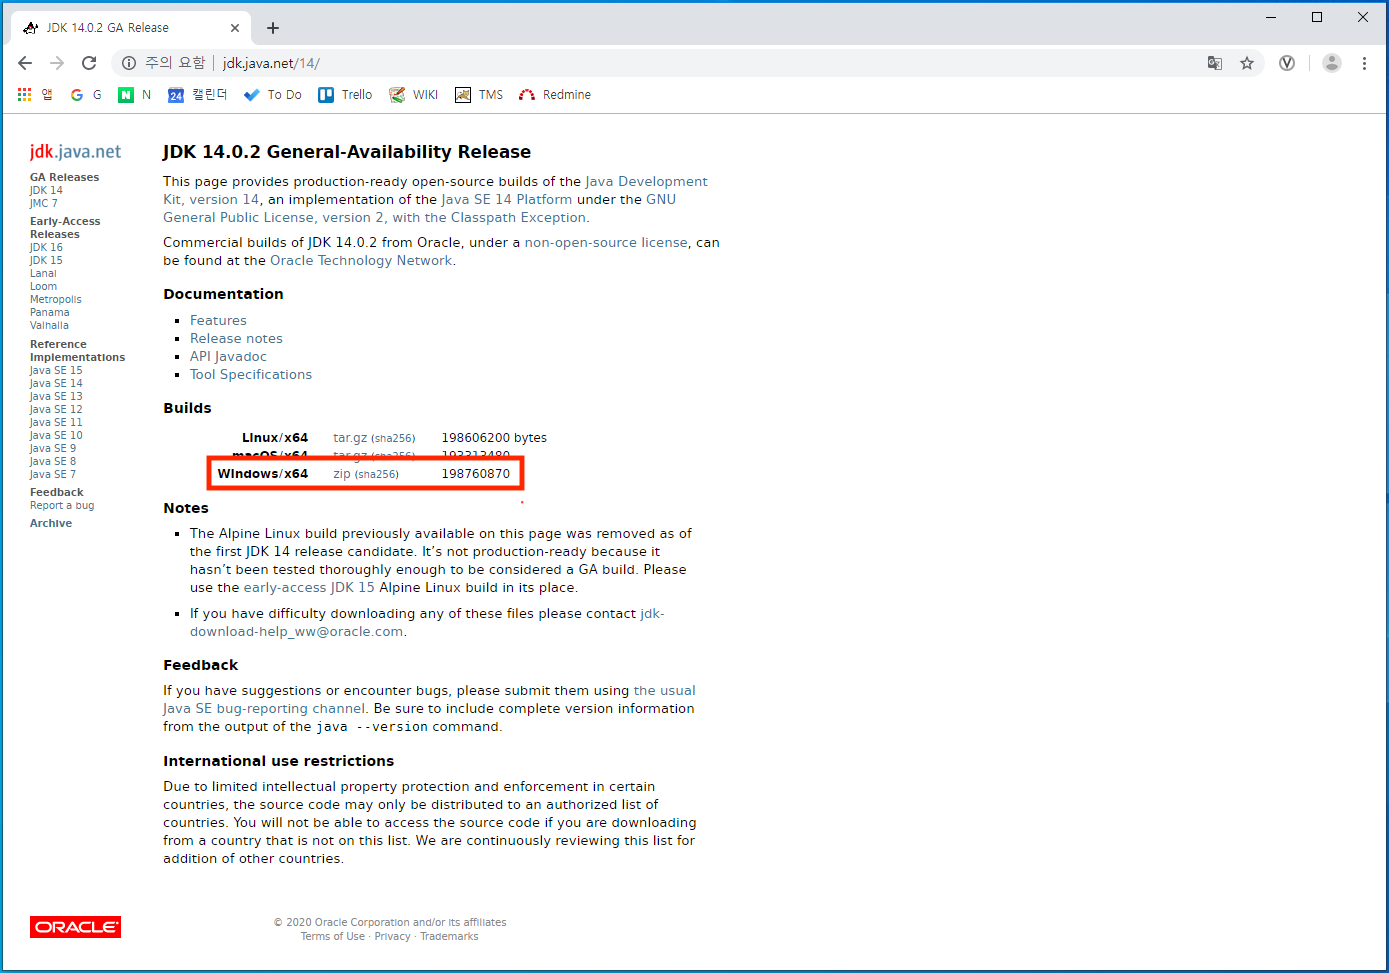 JDK 14.0.2 GA Release
주의 요함 | jdk.java.net/14/
앱 G N 24 캘린더 To Do Trello WIKI TMS Redmine
jdk.java.net
GA Releases
JDK 14
JMC 7
Early-Access
Releases
JDK 16
JDK 15
Lanai
Loom
Metropolis
Panama
Valhalla
Reference
Implementations
Java SE 15
Java SE 14
Java SE 13
Java SE 12
Java SE 11
Java SE 10
Java SE 9
Java SE 8
Java SE 7
Feedback
Report a bug
Archive
JDK 14.0.2 General-Availability Release
This page provides production-ready open-source builds of the Java Development
Kit, version 14, an implementation of the Java SE 14 Platform under the GNU
General Public License, version 2, with the Classpath Exception.
Commercial builds of JDK 14.0.2 from Oracle, under a non-open-source license, can
be found at the Oracle Technology Network.
Documentation
Features
Release notes
API Javadoc
Tool Specifications
Builds
Linux/x64 tar.gz (sha256) 198606200 bytes
macOS/x64 tar.gz (sha256) 193313480
Windows/x64 zip (sha256) 198760870
Notes
The Alpine Linux build previously available on this page was removed as of
the first JDK 14 release candidate. It’s not production-ready because it
hasn’t been tested thoroughly enough to be considered a GA build. Please
use the early-access JDK 15 Alpine Linux build in its place.
If you have difficulty downloading any of these files please contact jdk-
download-help_ww@oracle.com.
Feedback
If you have suggestions or encounter bugs, please submit them using the usual
Java SE bug-reporting channel. Be sure to include complete version information
from the output of the java --version command.
International use restrictions
Due to limited intellectual property protection and enforcement in certain
countries, the source code may only be distributed to an authorized list of
countries. You will not be able to access the source code if you are downloading
from a country that is not on this list. We are continuously reviewing this list for
addition of other countries.
ORACLE
© 2020 Oracle Corporation and/or its affiliates
Terms of Use · Privacy · Trademarks